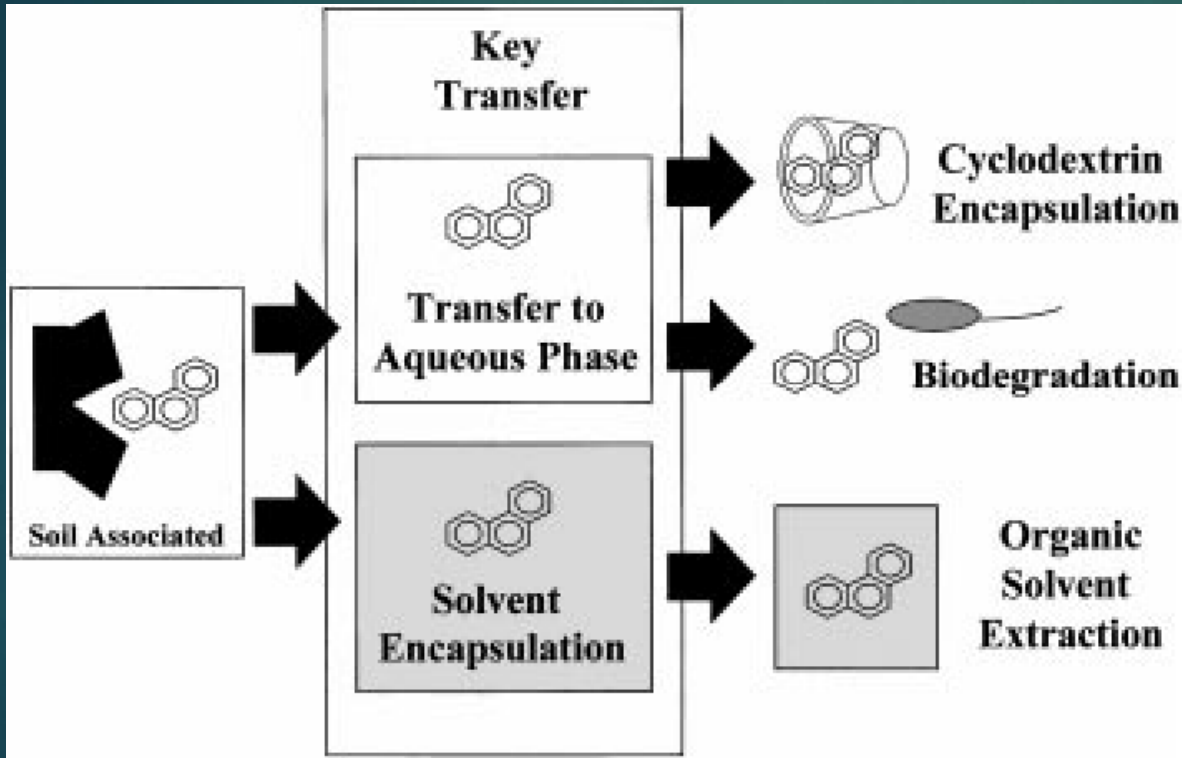 Key
Transfer
Transfer to
Aqueous Phase
Soil Associated
Solvent
Encapsulation
Cyclodextrin
Encapsulation
Biodegradation
Organic
Solvent
Extraction